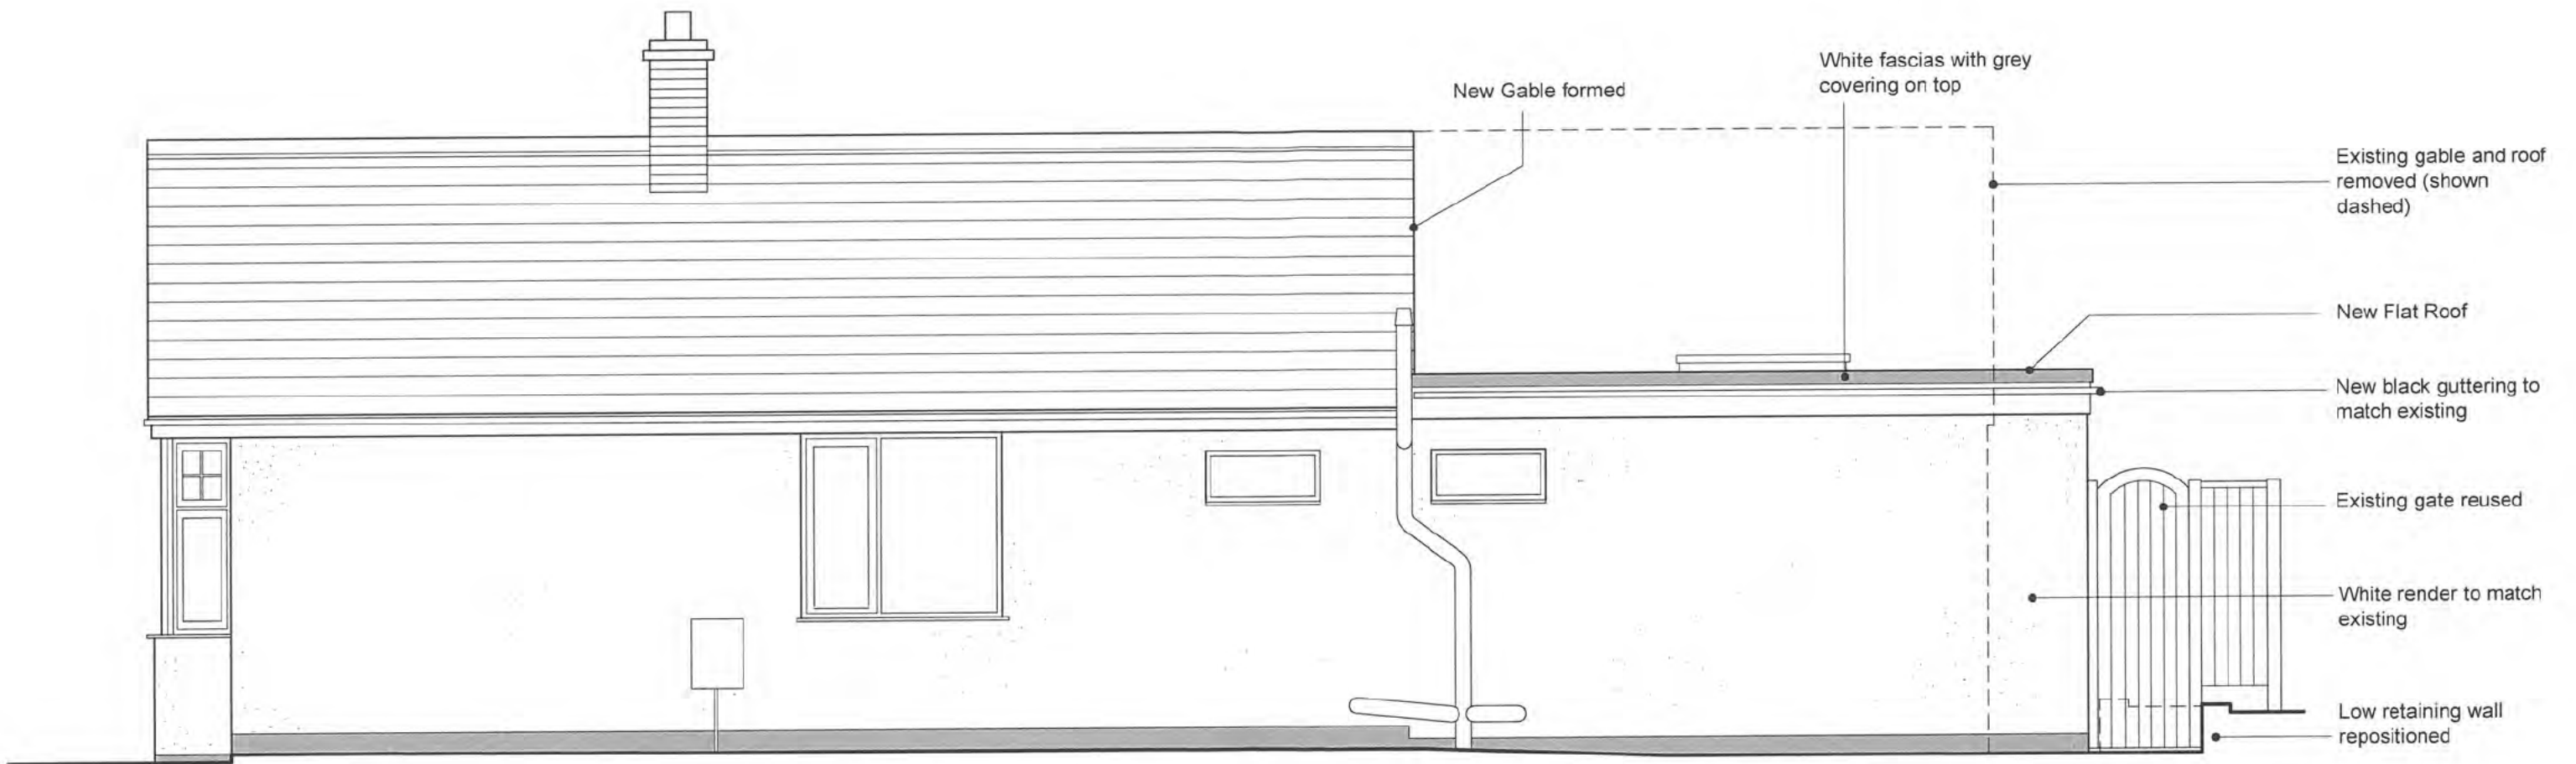 New Gable formed
White fascias with grey
covering on top
Existing gable and roof
removed (shown
dashed)
New Flat Roof
New black guttering to
match existing
Existing gate reused
White render to match
existing
Low retaining wall
repositioned